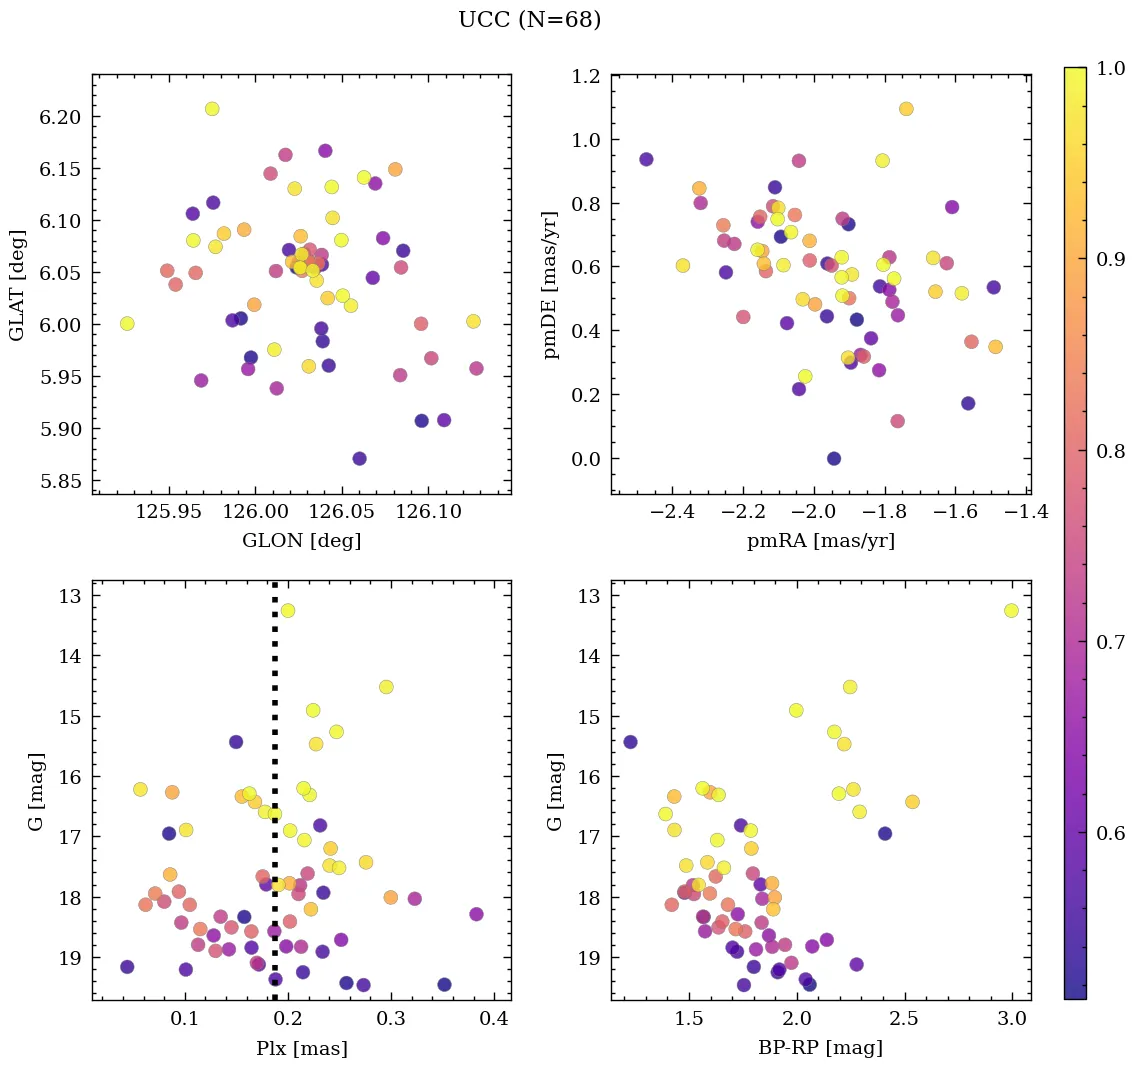 UCC (N=68)
6.20
6.15
6.10
6.05
6.00
5.95
5.90
5.85
GLAT [deg]
125.95 126.00 126.05 126.10
GLON [deg]
1.2
1.0
0.8
0.6
0.4
0.2
0.0
pmDE [mas/yr]
−2.4 −2.2 −2.0 −1.8 −1.6 −1.4
pmRA [mas/yr]
13
14
15
16
17
18
19
G [mag]
0.1 0.2 0.3 0.4
Plx [mas]
13
14
15
16
17
18
19
G [mag]
1.5 2.0 2.5 3.0
BP-RP [mag]
1.0
0.9
0.8
0.7
0.6